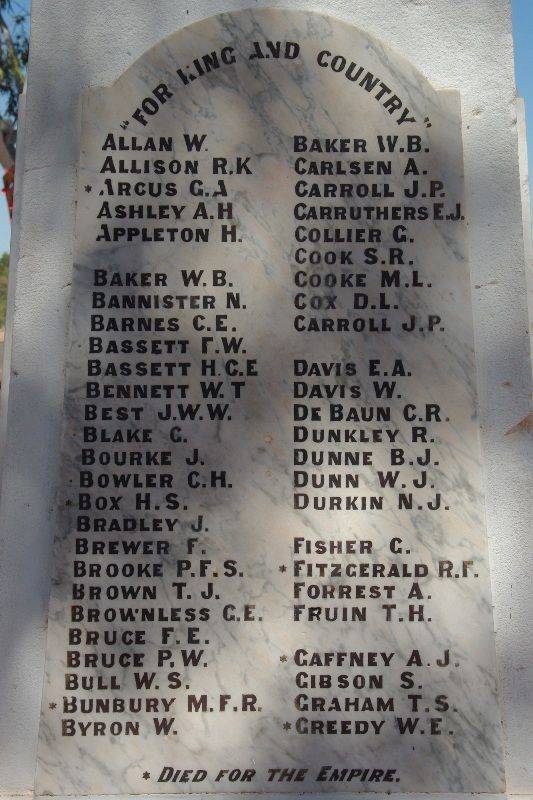 "FOR KING AND COUNTRY"
ALLAN W.
ALLISON R.K
* ARGUS G.A
ASHLEY A.H
APPLETON H.
BAKER W.B.
BANNISTER N.
BARNES C.E.
BASSETT F.W.
BASSETT H.C.E
BENNETT W.T
BEST J.W.W.
BLAKE G.
BOURKE J.
BOWLER C.H.
* BOX H.S.
BRADLEY J.
BREWER F.
BROOKE P.F.S.
BROWN T.J.
BROWNLESS G.E.
BRUCE F.E.
BRUCE P.W.
BULL W.S.
* BUNBURY M.F.R.
BYRON W.
BAKER W.B.
CARLSEN A.
CARROLL J.P.
CARRUTHERS E.J.
COLLIER G.
COOK S.R.
COOKE M.L.
COX D.L.
CARROLL J.P.
DAVIS E.A.
DAVIS W.
DE BAUN C.R.
DUNKLEY R.
DUNNE B.J.
DUNN W.J.
DURKIN N.J.
FISHER G.
* FITZGERALD R.F.
FORREST A.
FRUIN T.H.
* GAFFNEY A.J.
GIBSON S.
GRAHAM T.S.
* GREEDY W.E.
* DIED FOR THE EMPIRE.